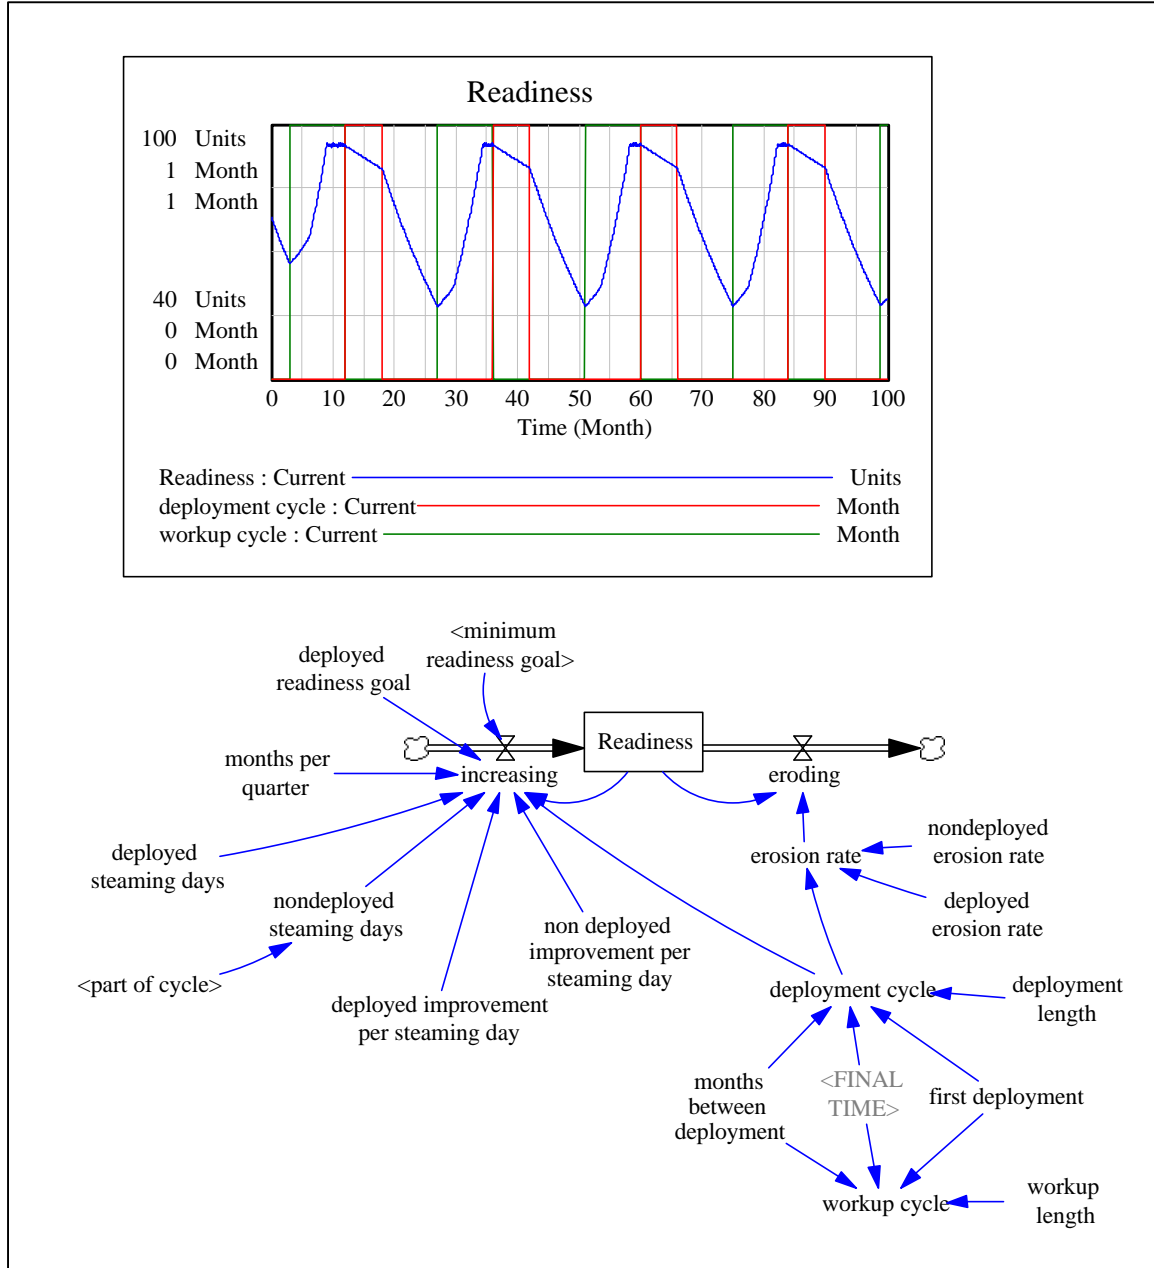 Readiness
100 Units
1 Month
1 Month
40 Units
0 Month
0 Month
0 10 20 30 40 50 60 70 80 90 100
Time (Month)
Readiness : Current Units
deployment cycle : Current Month
workup cycle : Current Month
<minimum
readiness goal>
deployed
readiness goal
Readiness
months per
quarter
increasing
eroding
deployed
steaming days
nondeployed
erosion rate
erosion rate
nondeployed
steaming days
deployed
erosion rate
non deployed
improvement per
steaming day
<part of cycle>
deployed improvement
per steaming day
deployment cycle
deployment
length
months
between
deployment
<FINAL
TIME>
first deployment
workup cycle
workup
length